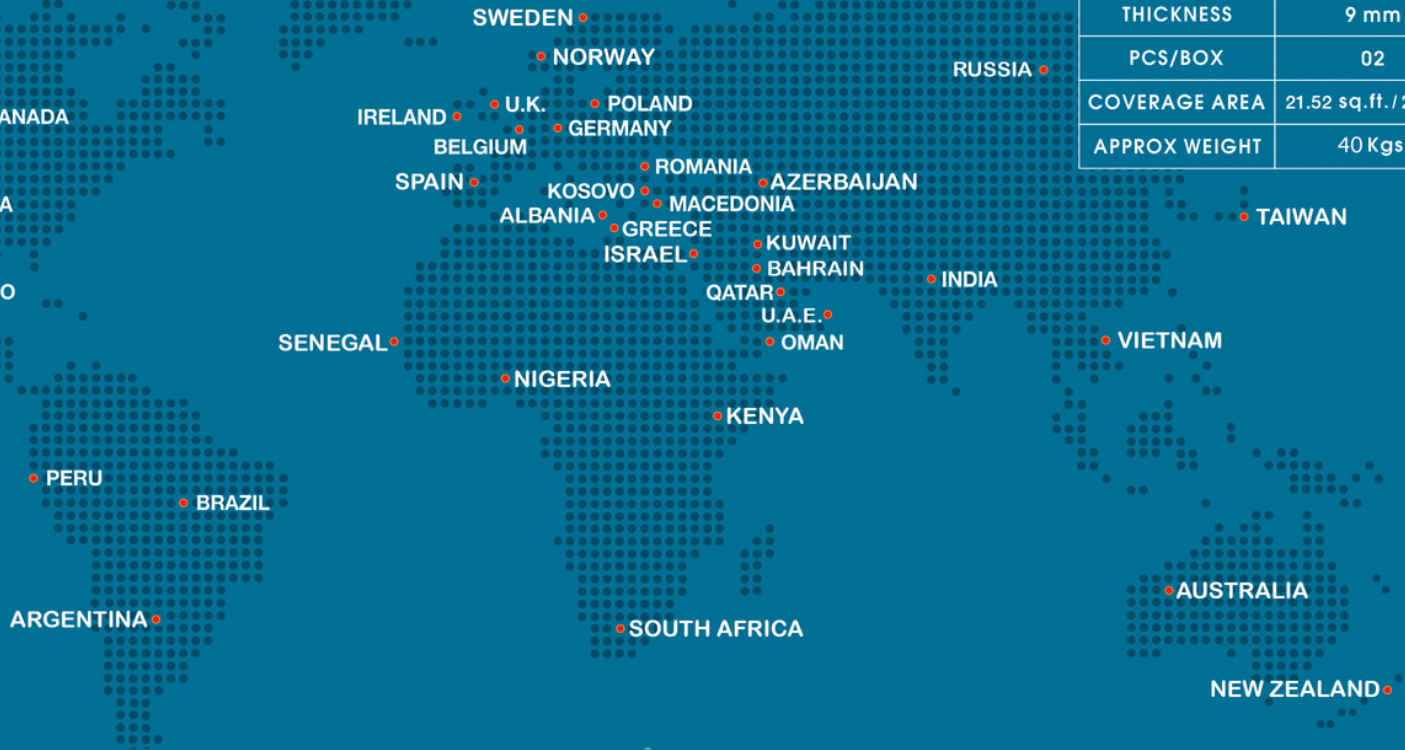 SWEDEN
NORWAY
RUSSIA
THICKNESS 9 mm
PCS/BOX 02
COVERAGE AREA 21.52 sq.ft./
APPROX WEIGHT 40 Kgs
ANADA
IRELAND
U.K.
POLAND
BELGIUM
GERMANY
ROMANIA
SPAIN
KOSOVO
AZERBAIJAN
A
MACEDONIA
ALBANIA
GREECE
TAIWAN
ISRAEL
KUWAIT
BAHRAIN
INDIA
O
QATAR
U.A.E.
SENEGAL
OMAN
VIETNAM
NIGERIA
KENYA
PERU
BRAZIL
AUSTRALIA
ARGENTINA
SOUTH AFRICA
NEW ZEALAND